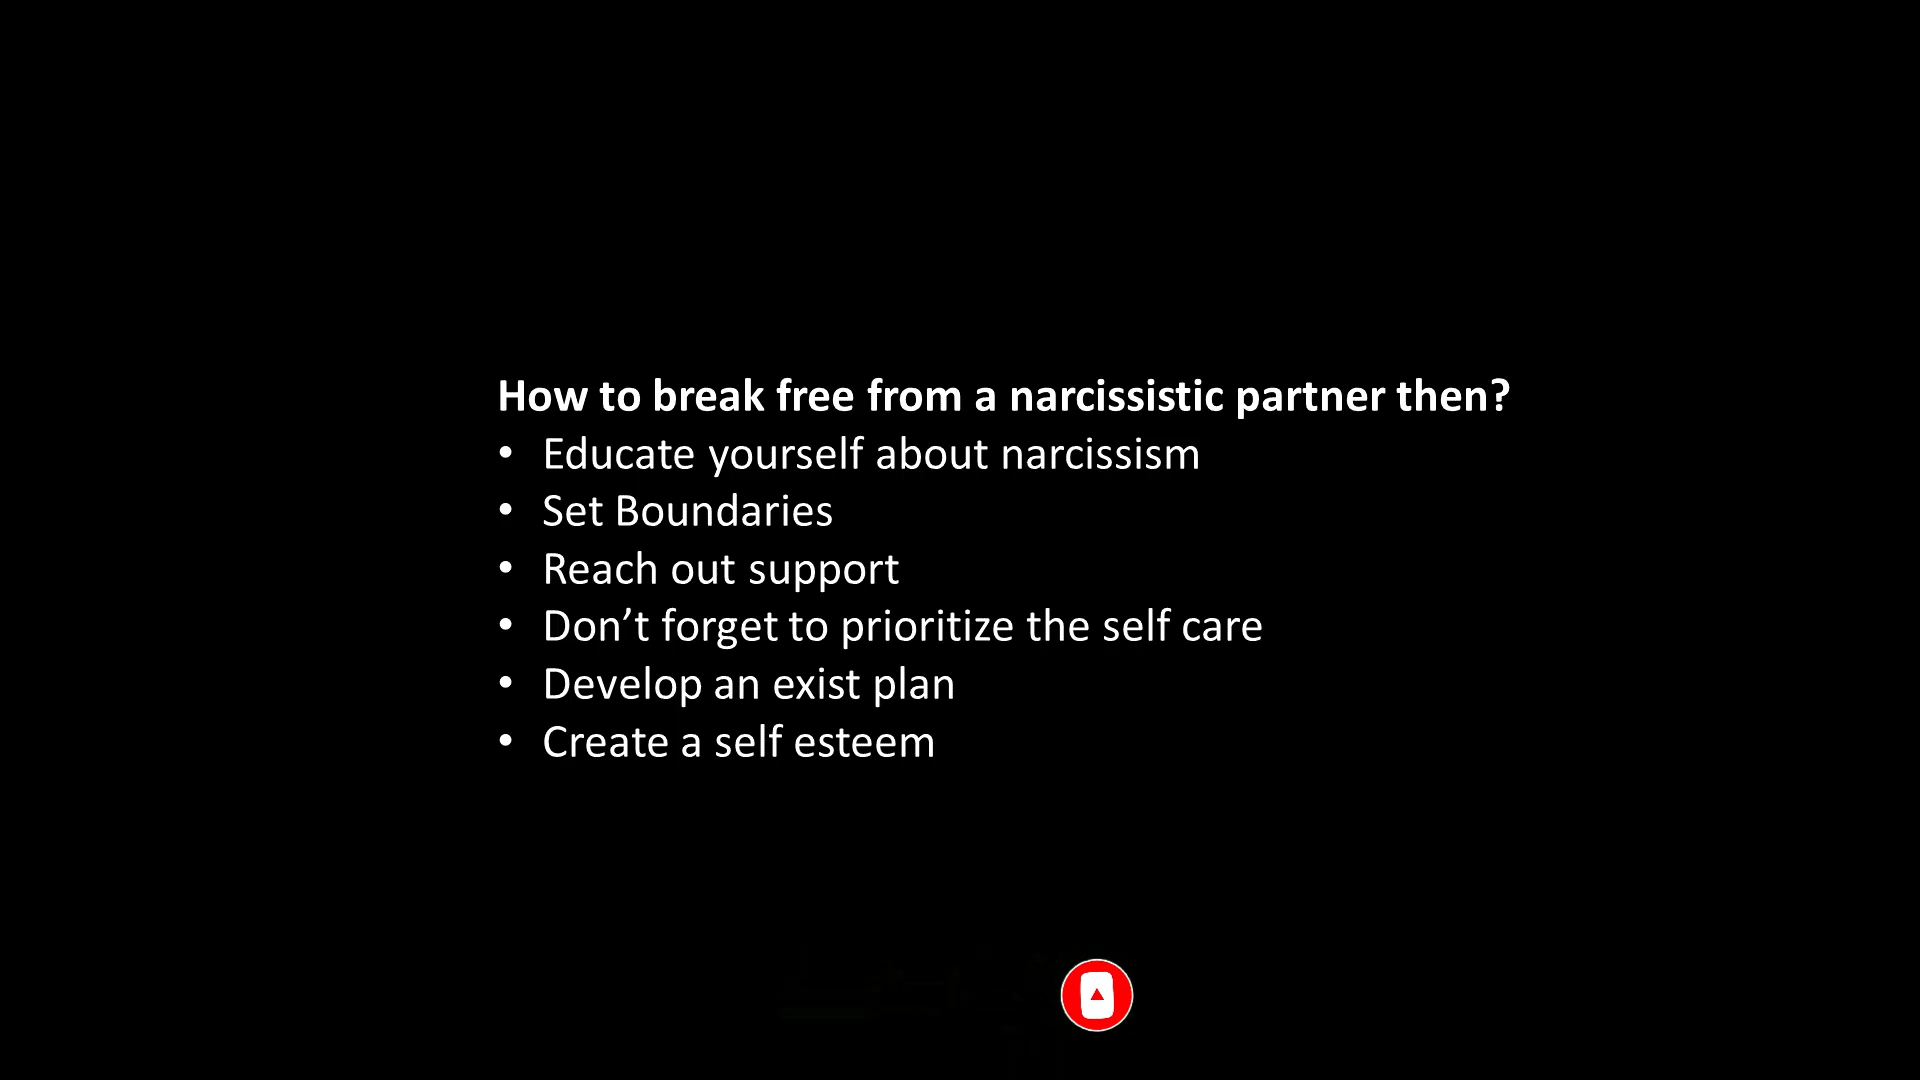 How to break free from a narcissistic partner then?
• Educate yourself about narcissism
• Set Boundaries
• Reach out support
• Don’t forget to prioritize the self care
• Develop an exist plan
• Create a self esteem